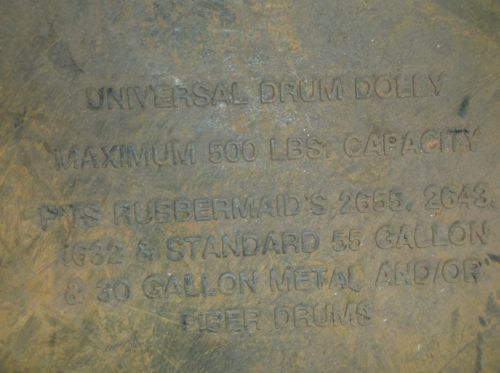 UNIVERSAL DRUM DOLLY
MAXIMUM 500 LBS. CAPACITY
FITS RUBBERMAID'S 2655, 2643,
1632 & STANDARD 55 GALLON
& 30 GALLON METAL AND/OR
FIBER DRUMS